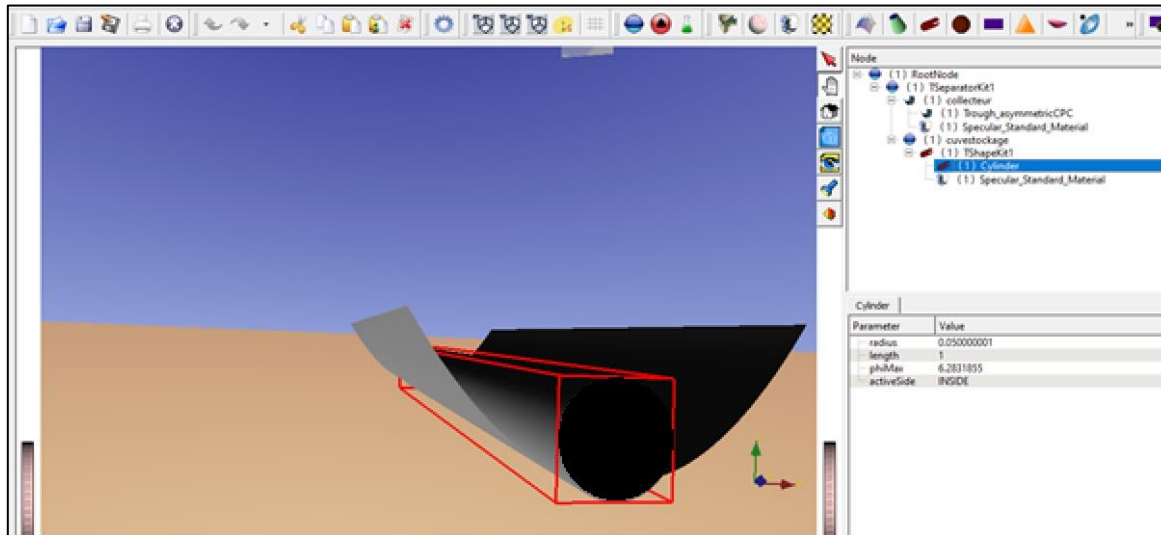 Node
(1) RootNode
(1) TSeparatorKit1
(1) collecteur
(1) Trough_asymmetricCPC
(1) Specular_Standard_Material
(1) cuvestockage
(1) TShapeKit1
(1) Cylinder
(1) Specular_Standard_Material
Cylinder
Parameter Value
radius 0.050000001
length 1
phiMax 6.2831855
activeSide INSIDE